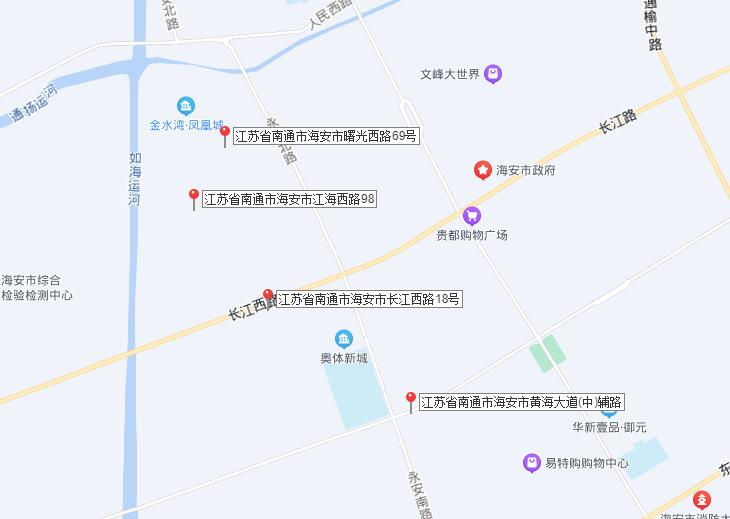 人民西路
通榆中路
文峰大世界
通扬运河
金水湾·凤凰城
长江路
江苏省南通市海安市曙光西路69号
如海运河
海安市政府
江苏省南通市海安市江海西路98
贵都购物广场
海安市综合
检验检测中心
长江西路
江苏省南通市海安市长江西路18号
奥体新城
江苏省南通市海安市黄海大道(中)辅路
华新壹品·御元
易特购购物中心
永安南路
东